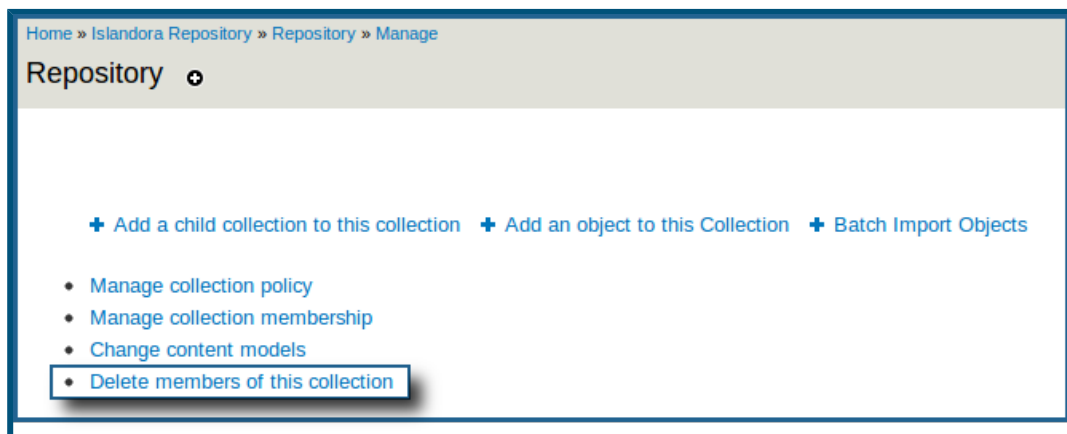 Home » Islandora Repository » Repository » Manage
Repository
Add a child collection to this collection Add an object to this Collection Batch Import Objects
Manage collection policy
Manage collection membership
Change content models
Delete members of this collection